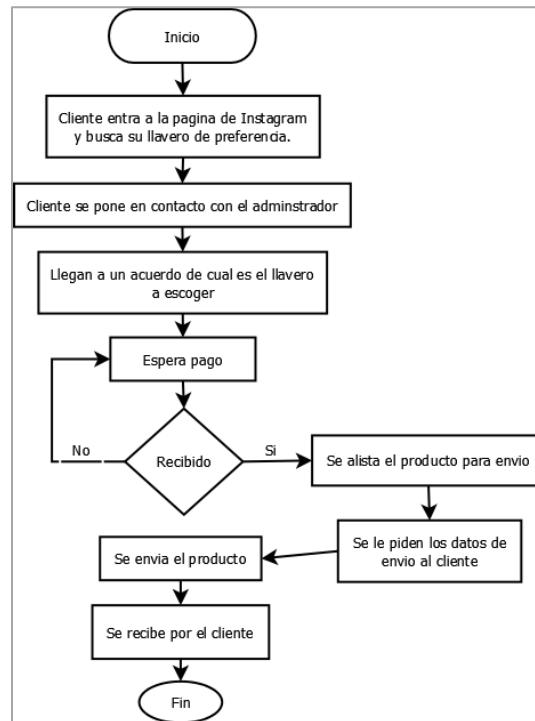 Inicio
Cliente entra a la pagina de Instagram
y busca su llavero de preferencia.
Cliente se pone en contacto con el adminstrador
Llegan a un acuerdo de cual es el llavero
a escoger
Espera pago
No
Recibido
Si
Se alista el producto para envio
Se le piden los datos de
envio al cliente
Se envia el producto
Se recibe por el cliente
Fin